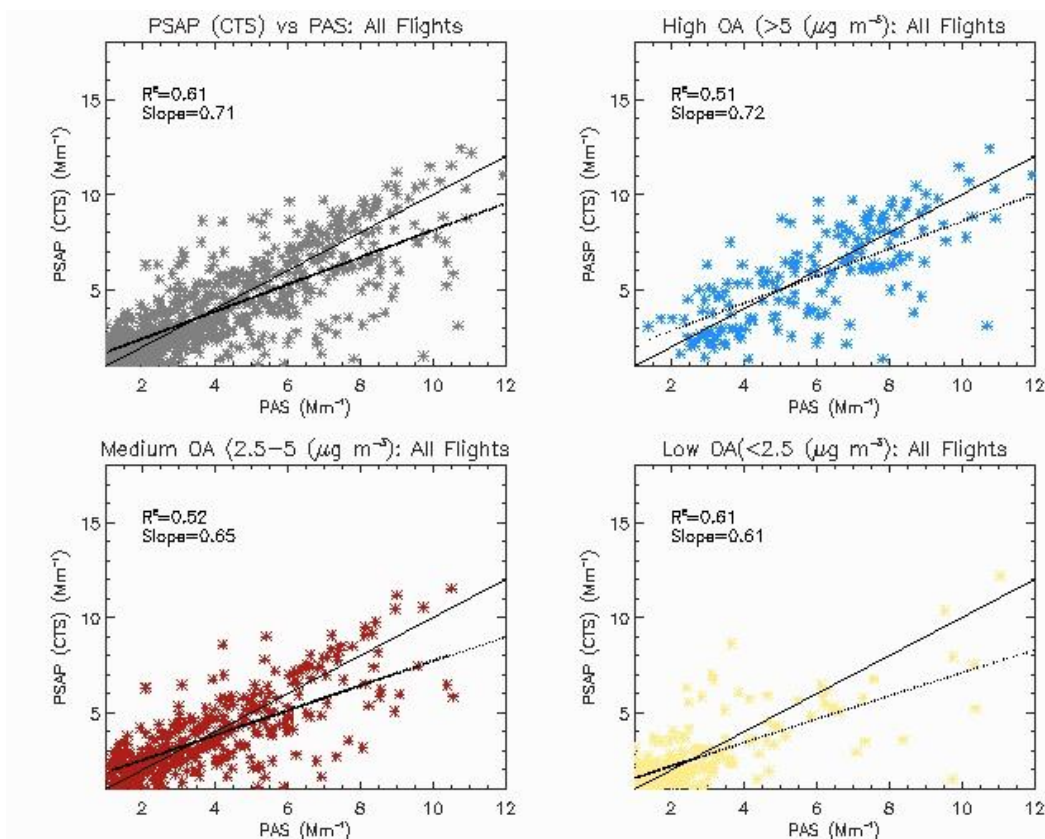 PSAP (CTS) vs PAS: All Flights
PSAP (CTS) (Mm⁻¹)
15
10
5
R²=0.61
Slope=0.71
2 4 6 8 10 12
PAS (Mm⁻¹)
High OA (>5 (μg m⁻³): All Flights
PASP (CTS) (Mm⁻¹)
15
10
5
R²=0.51
Slope=0.72
2 4 6 8 10 12
PAS (Mm⁻¹)
Medium OA (2.5−5 (μg m⁻³): All Flights
PSAP (CTS) (Mm⁻¹)
15
10
5
R²=0.52
Slope=0.65
2 4 6 8 10 12
PAS (Mm⁻¹)
Low OA(<2.5 (μg m⁻³): All Flights
PSAP (CTS) (Mm⁻¹)
15
10
5
R²=0.61
Slope=0.61
2 4 6 8 10 12
PAS (Mm⁻¹)